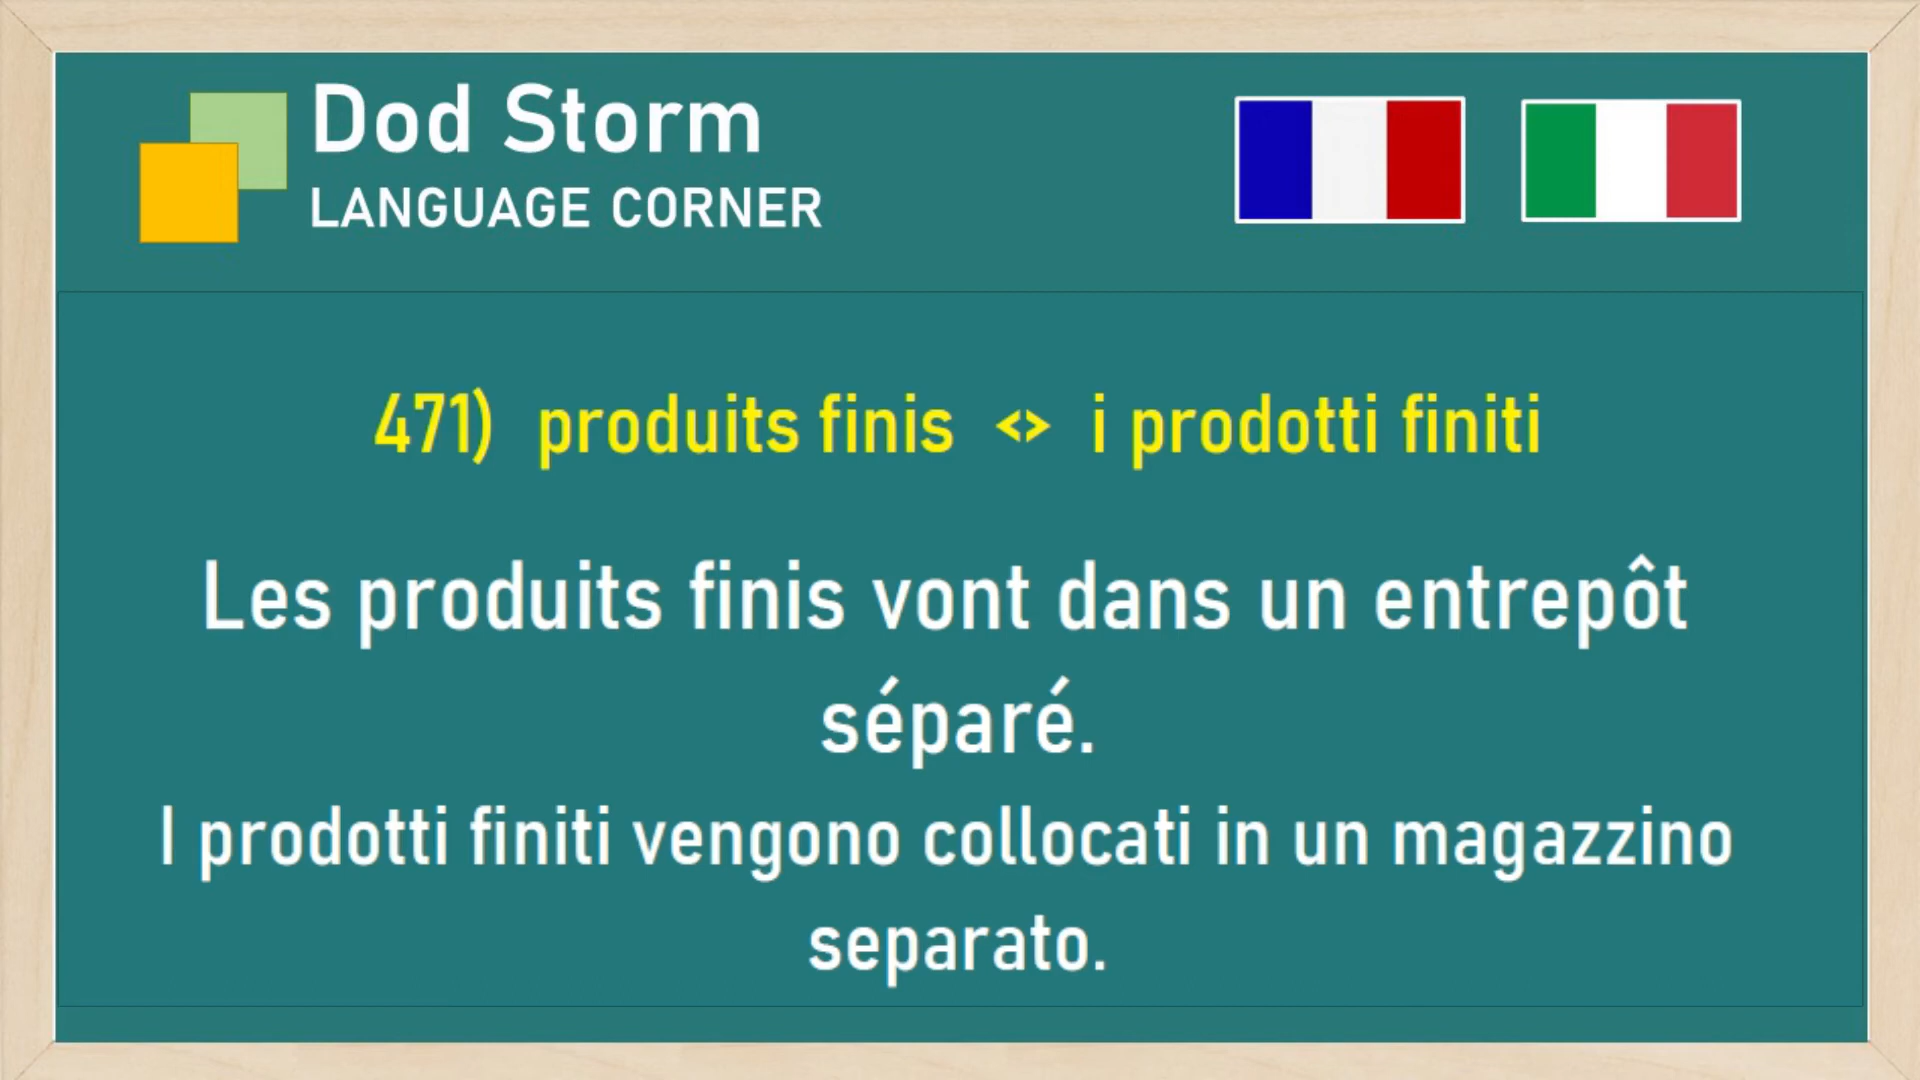 Dod Storm
LANGUAGE CORNER
471) produits finis <> i prodotti finiti
Les produits finis vont dans un entrepôt
séparé.
I prodotti finiti vengono collocati in un magazzino
separato.